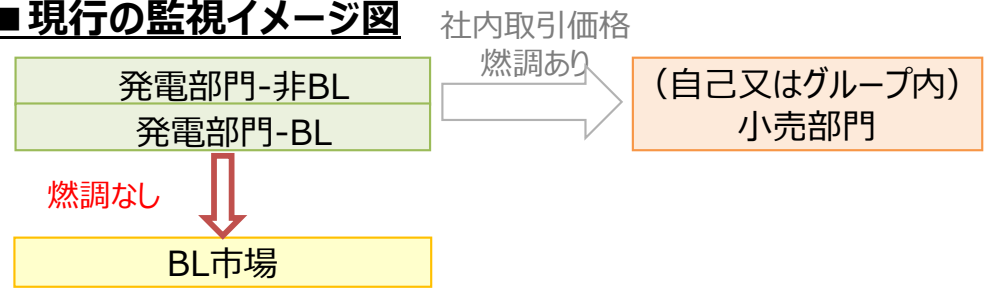 ■現行の監視イメージ図
社内取引価格
燃調あり
発電部門-非BL
発電部門-BL
（自己又はグループ内）
小売部門
燃調なし
BL市場